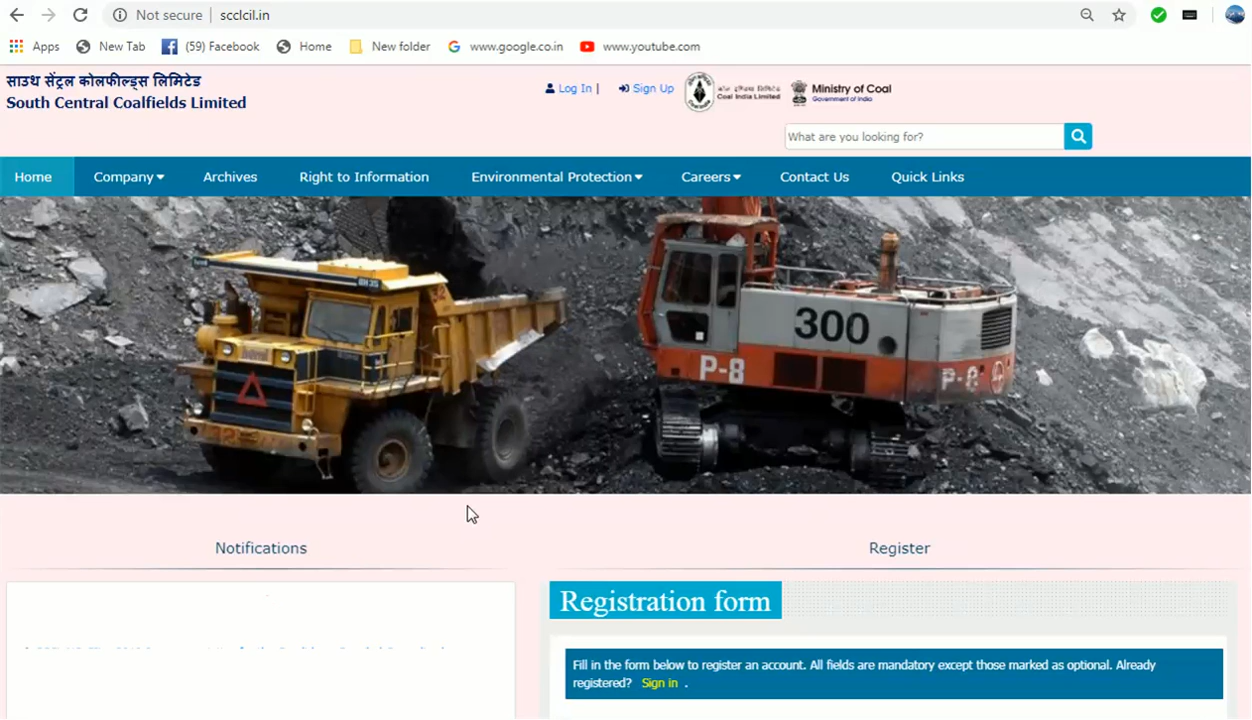 Not secure | scclcil.in
Apps New Tab (59) Facebook Home New folder www.google.co.in www.youtube.com
साउथ सेंट्रल कोलफील्ड्स लिमिटेड
South Central Coalfields Limited
Log In | Sign Up
Coal India Limited
Ministry of Coal
Government of India
What are you looking for?
Home Company Archives Right to Information Environmental Protection Careers Contact Us Quick Links
BH35
300
P-8
P-8
Notifications
Register
Registration form
Fill in the form below to register an account. All fields are mandatory except those marked as optional. Already
registered? Sign in .